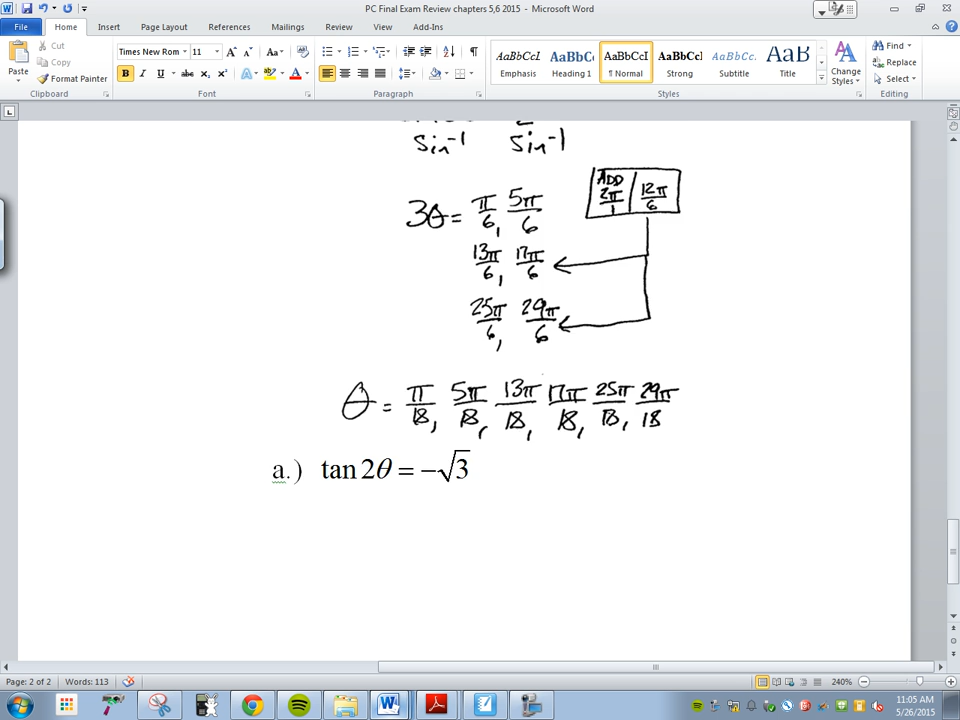 PC Final Exam Review chapters 5,6 2015 - Microsoft Word
File Home Insert Page Layout References Mailings Review View Add-Ins
Paste Cut Copy Format Painter
Times New Rom 11
B I U abc x₂ x² A
AaBbCcI AaBbC AaBbCcI AaBbCcI AaBbCc. AaB
Emphasis Heading 1 ¶ Normal Strong Subtitle Title
Change Styles
Find Replace Select
Clipboard Font Paragraph Styles Editing
sin⁻¹ sin⁻¹
ADD 2π/1 12π/6
3θ = π/6, 5π/6
13π/6, 17π/6
25π/6, 29π/6
θ = π/18, 5π/18, 13π/18, 17π/18, 25π/18, 29π/18
a.) tan 2θ = −√3
Page: 2 of 2 Words: 113 240%
11:05 AM
5/26/2015